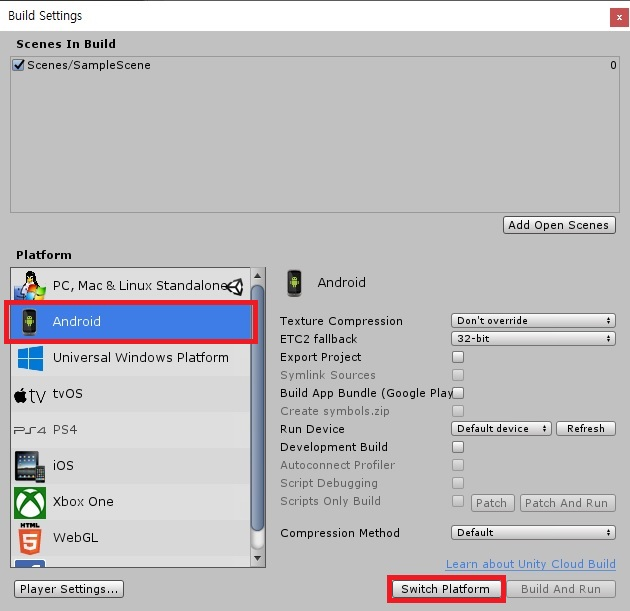 Build Settings
x
Scenes In Build
Scenes/SampleScene 0
Add Open Scenes
Platform
PC, Mac & Linux Standalone
Android
Universal Windows Platform
tv tvOS
PS4 PS4
iOS
Xbox One
HTML
5 WebGL
Player Settings...
Android
Texture Compression Don't override
ETC2 fallback 32-bit
Export Project
Symlink Sources
Build App Bundle (Google Play
Create symbols.zip
Run Device Default device Refresh
Development Build
Autoconnect Profiler
Script Debugging
Scripts Only Build Patch Patch And Run
Compression Method Default
Learn about Unity Cloud Build
Switch Platform Build And Run